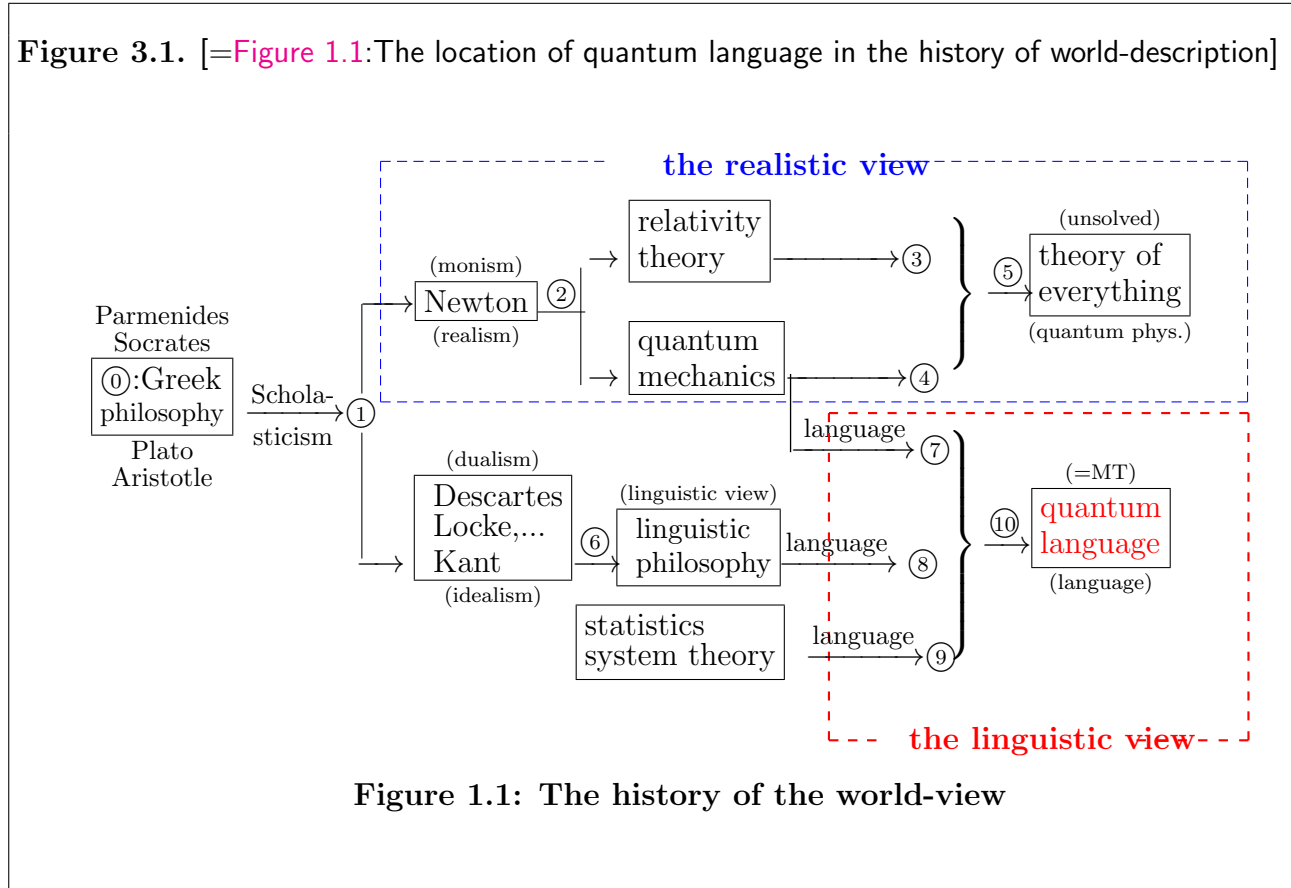 Figure 3.1. [=Figure 1.1:The location of quantum language in the history of world-description]
the realistic view
Parmenides
Socrates
⓪:Greek
philosophy
Plato
Aristotle
Schola-
sticism
①
(monism)
Newton
(realism)
②
relativity
theory
③
quantum
mechanics
④
⑤
(unsolved)
theory of
everything
(quantum phys.)
language
⑦
(dualism)
Descartes
Locke,...
Kant
(idealism)
⑥
(linguistic view)
linguistic
philosophy
language
⑧
statistics
system theory
language
⑨
⑩
(=MT)
quantum
language
(language)
the linguistic view
Figure 1.1: The history of the world-view